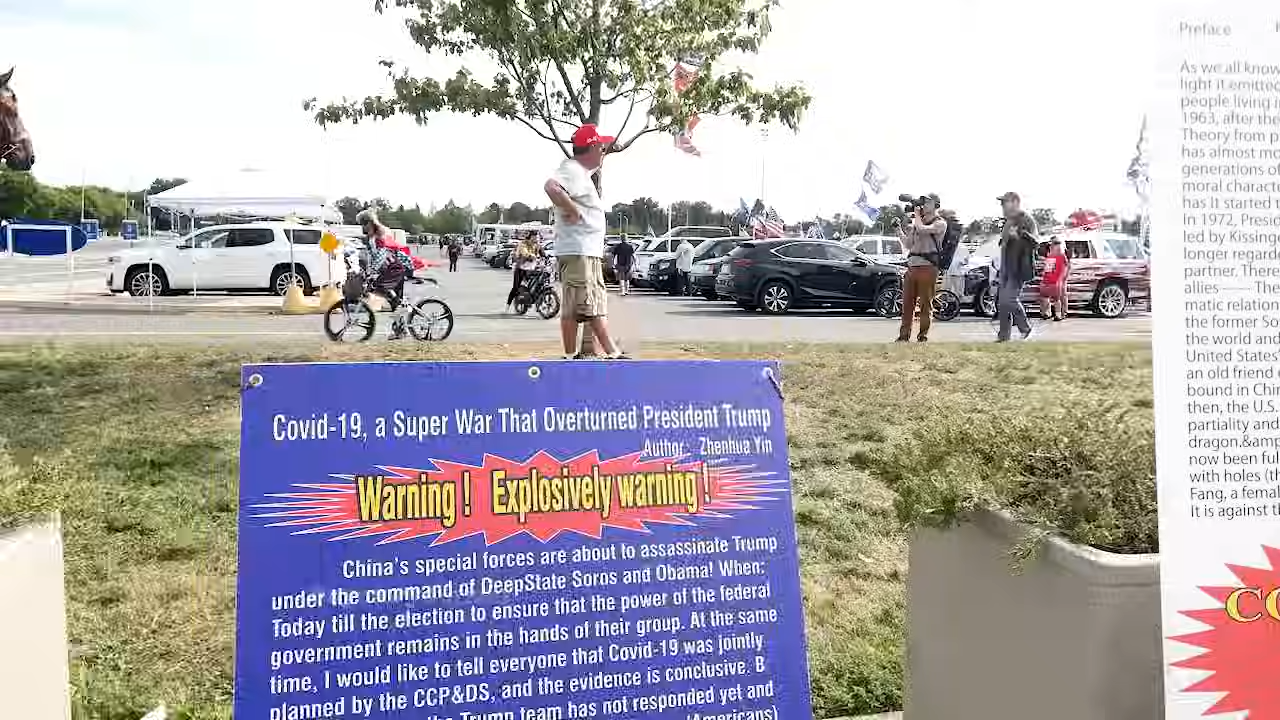 Covid-19, a Super War That Overturned President Trump
Author: Zhenhua Yin
Warning! Explosively warning!
China's special forces are about to assassinate Trump
under the command of DeepState Soros and Obama! When:
Today till the election to ensure that the power of the federal
government remains in the hands of their group. At the same
time, I would like to tell everyone that Covid-19 was jointly
planned by the CCP&DS, and the evidence is conclusive. B
the Trump team has not responded yet and
(Americans)
Preface
As we all know
light it emitted
people living
1963, after the
Theory from p
has almost mo
generations of
moral charact
has it started t
In 1972, Presid
led by Kissing
longer regarde
partner. There
allies------ The
matic relation
the former So
the world and
United States
an old friend
bound in Chi
then, the U.S.
partiality and
dragon.&amp
now been ful
with holes (th
Fang, a fema
It is against th